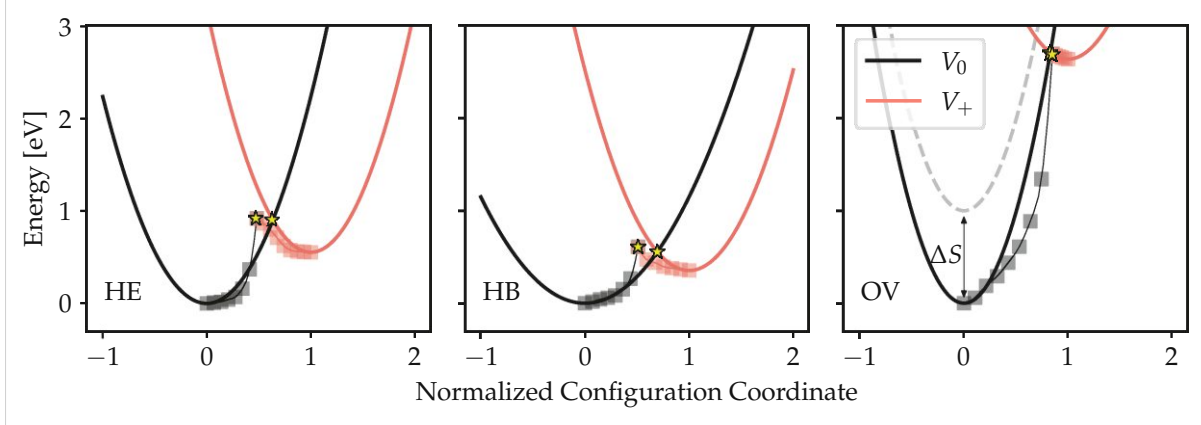 3
2
1
0
Energy [eV]
HE
HB
OV
V₀
V₊
ΔS
−1 0 1 2
−1 0 1 2
−1 0 1 2
Normalized Configuration Coordinate